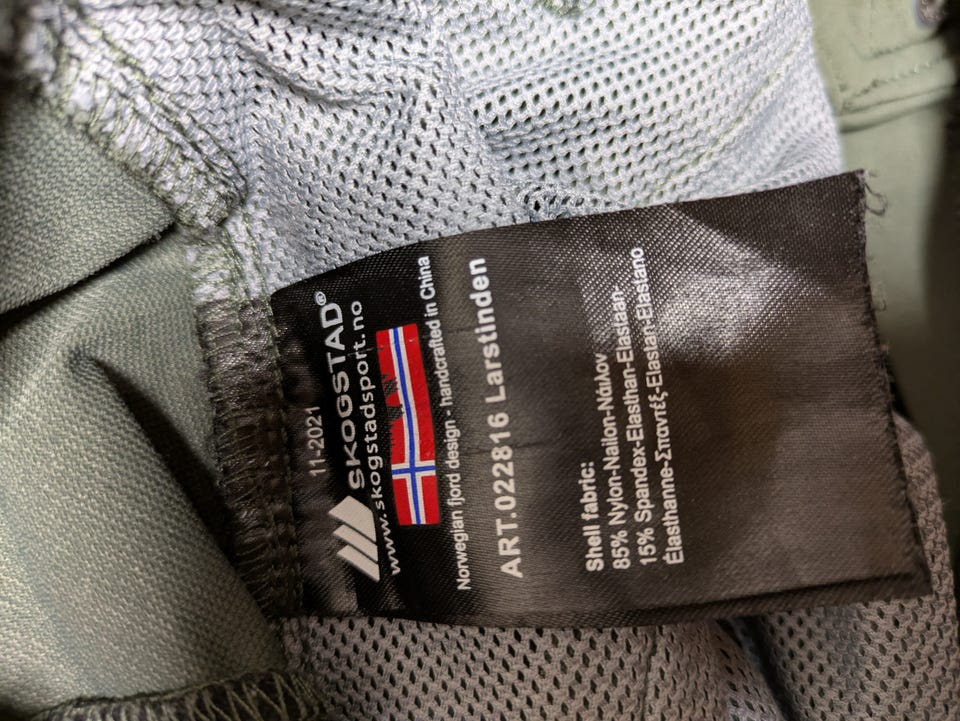 11-2021
SKOGSTAD®
www.skogstadsport.no
Norwegian fjord design - handcrafted in China
ART.022816 Larstinden
Shell fabric:
85% Nylon-Nailon-Νάιλον
15% Spandex-Elasthan-Elastaan-
Élasthanne-Σπαντέξ-Elastan-Elastano